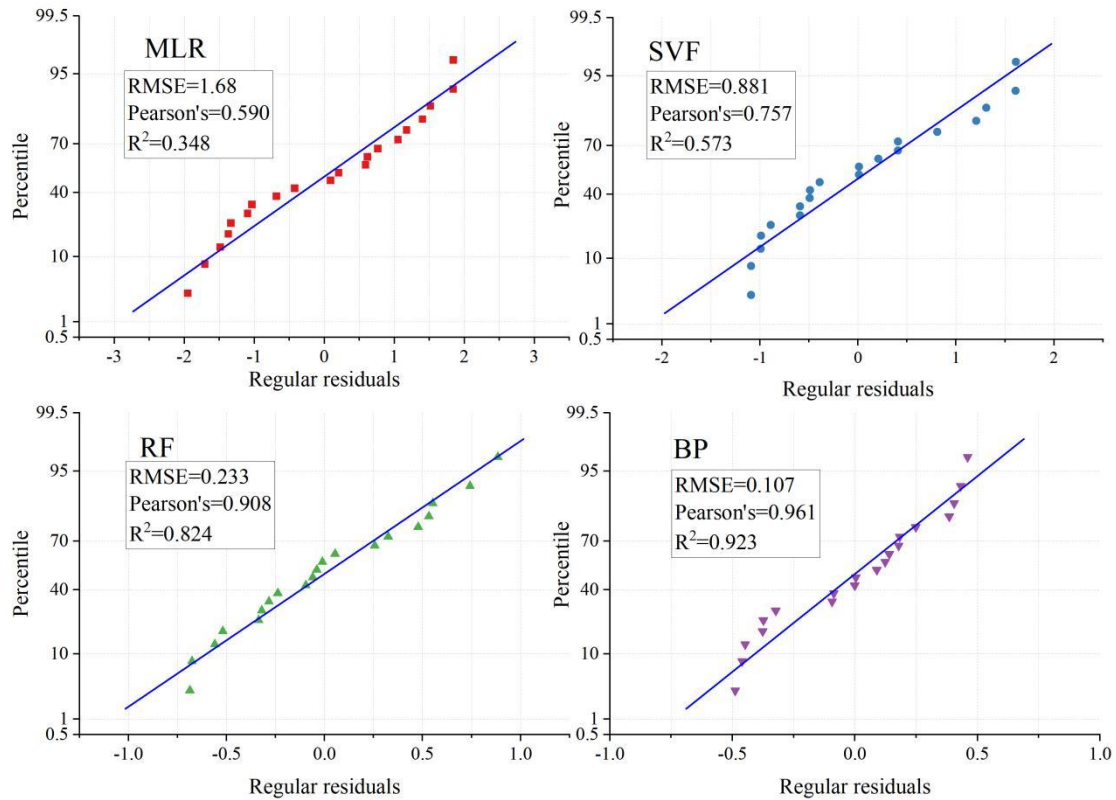 MLR
RMSE=1.68
Pearson's=0.590
R²=0.348
99.5
95
70
40
10
1
0.5
Percentile
-3
-2
-1
0
1
2
3
Regular residuals
SVF
RMSE=0.881
Pearson's=0.757
R²=0.573
99.5
95
70
40
10
1
0.5
Percentile
-2
-1
0
1
2
Regular residuals
RF
RMSE=0.233
Pearson's=0.908
R²=0.824
99.5
95
70
40
10
1
0.5
Percentile
-1.0
-0.5
0.0
0.5
1.0
Regular residuals
BP
RMSE=0.107
Pearson's=0.961
R²=0.923
99.5
95
70
40
10
1
0.5
Percentile
-1.0
-0.5
0.0
0.5
1.0
Regular residuals